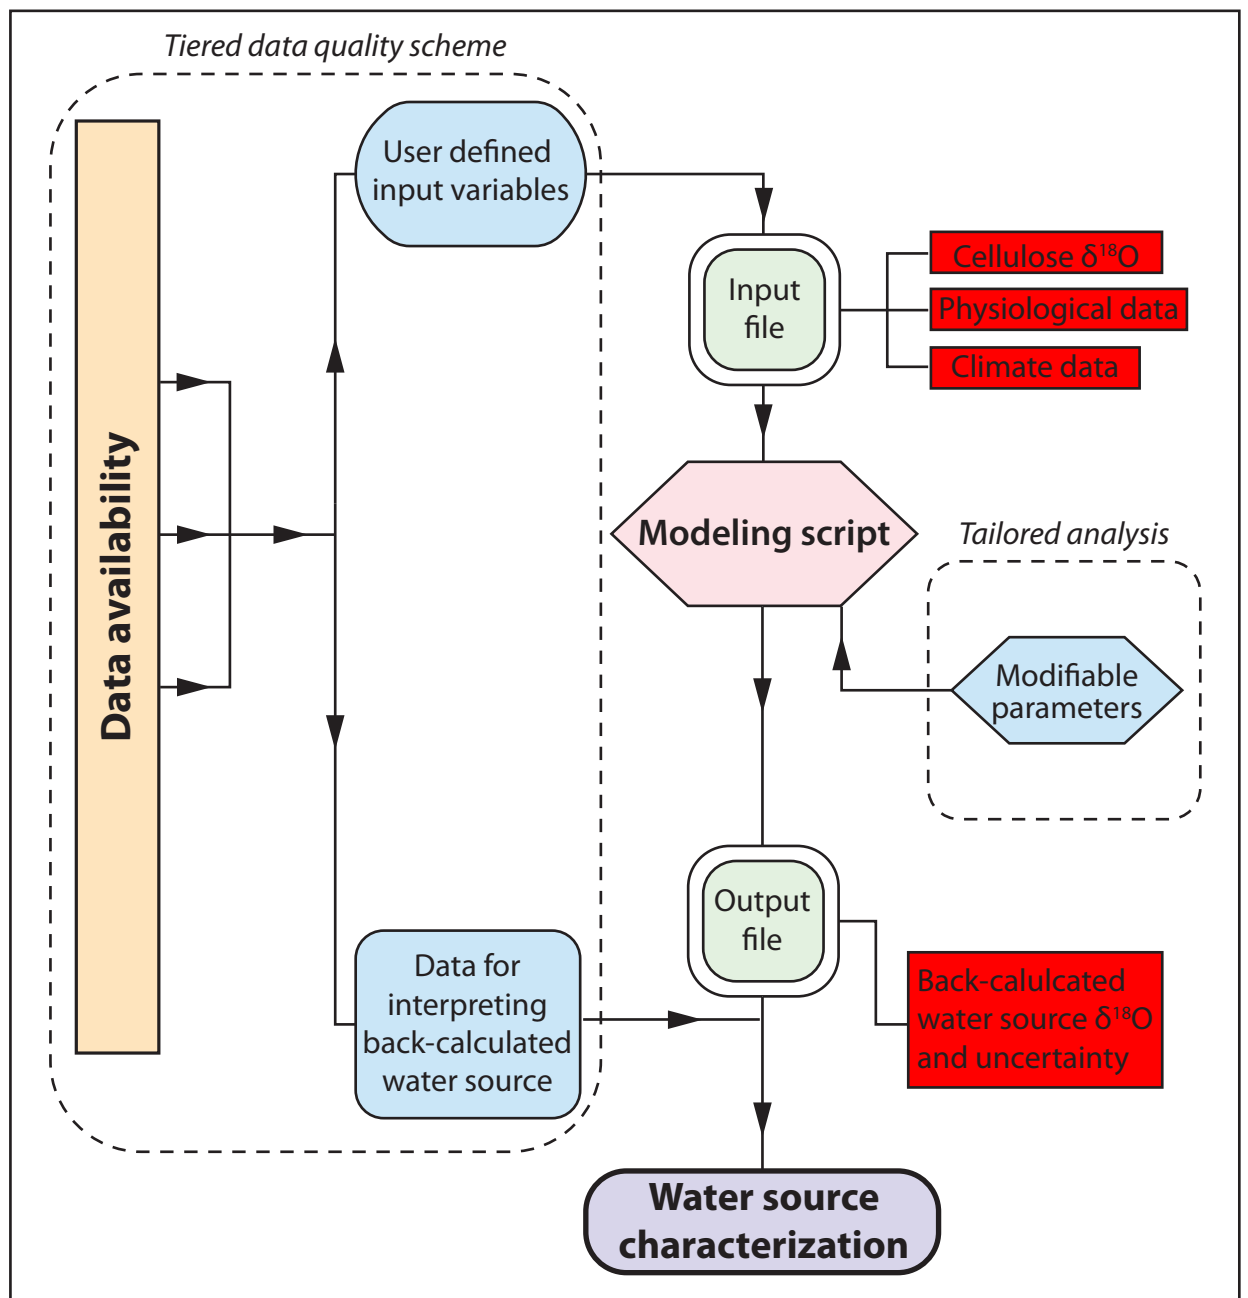 Tiered data quality scheme
Data availability
User defined
input variables
Input
file
Cellulose δ¹⁸O
Physiological data
Climate data
Modeling script
Tailored analysis
Modifiable
parameters
Output
file
Data for
interpreting
back-calculated
water source
Back-calulcated
water source δ¹⁸O
and uncertainty
Water source
characterization